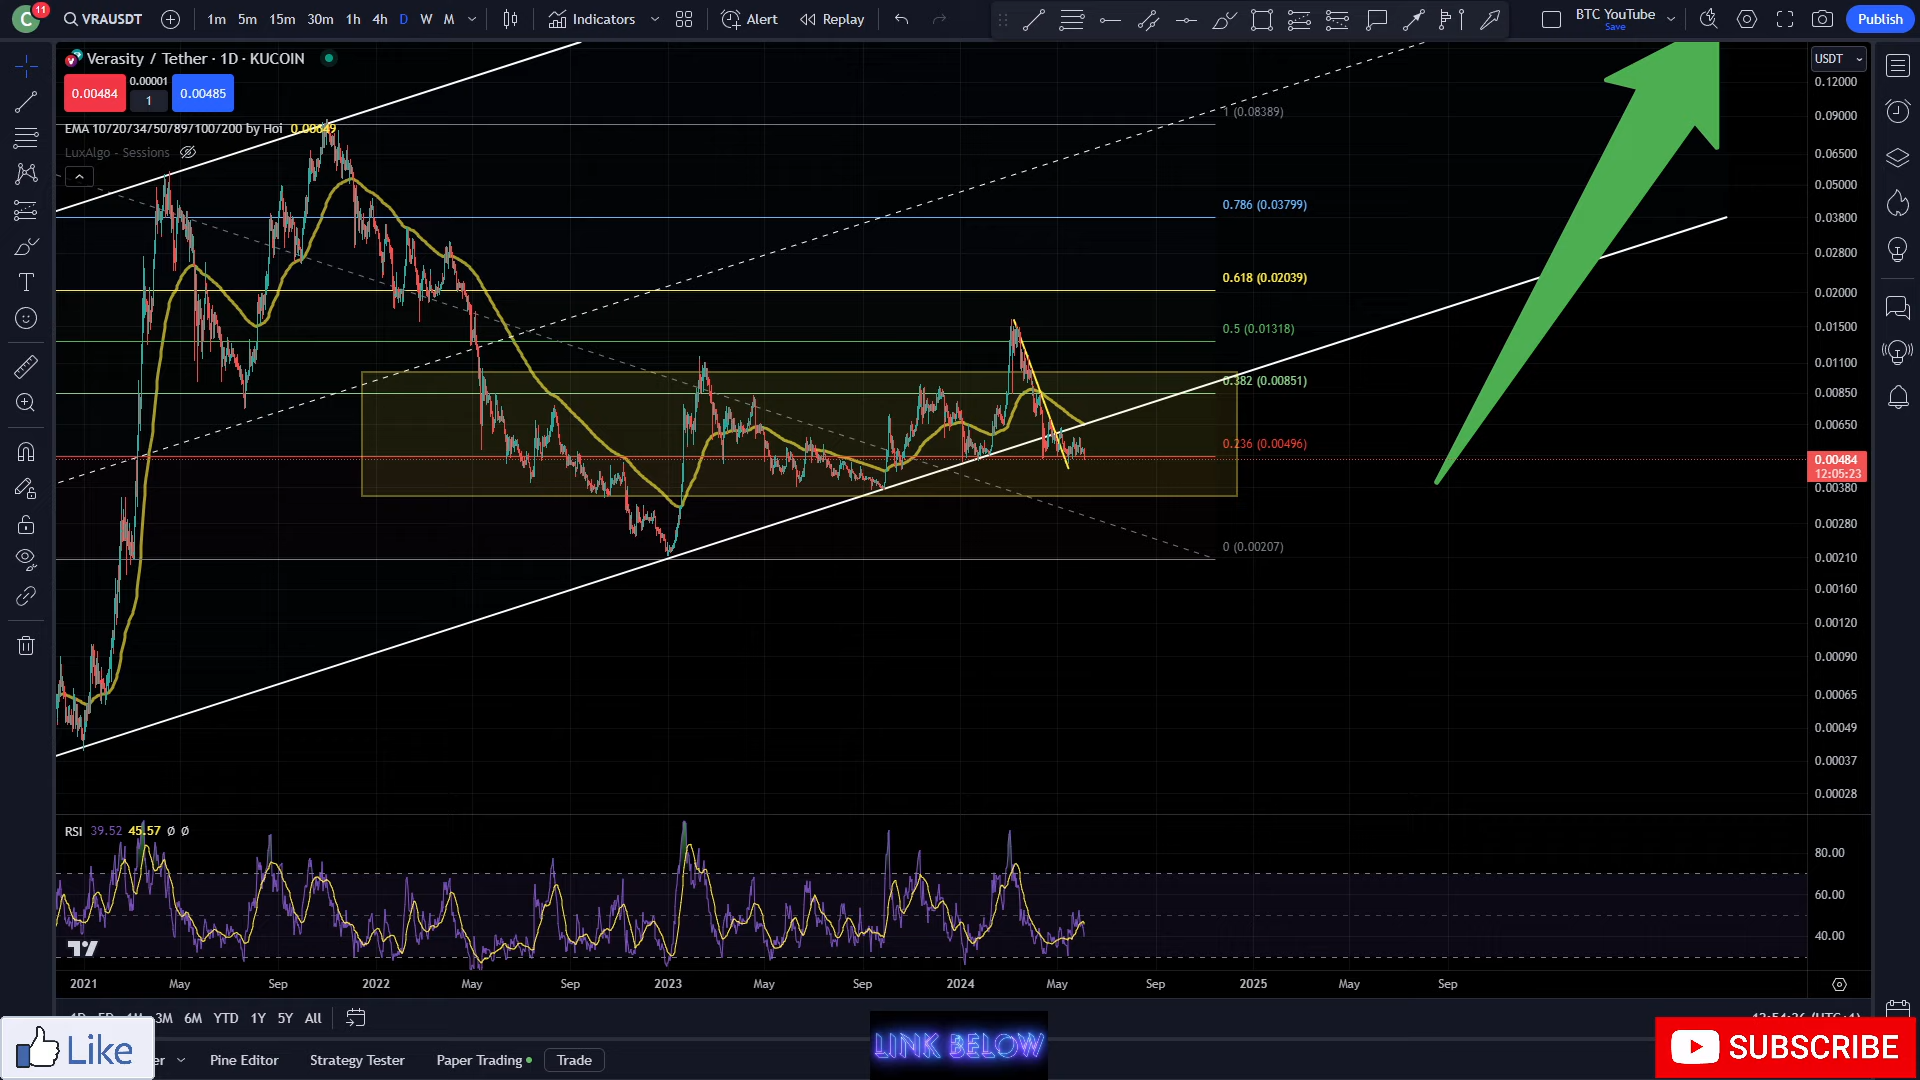 C 11 VRAUSDT 1m 5m 15m 30m 1h 4h D W M Indicators Alert Replay BTC YouTube Save Publish
Verasity / Tether · 1D · KUCOIN
0.00484 0.00001 1 0.00485
EMA 10/20/34/50/89/100/200 by Hoi 0.00649
LuxAlgo - Sessions
USDT
0.12000
0.09000
0.06500
0.05000
0.03800
0.02800
0.02000
0.01500
0.01100
0.00850
0.00650
0.00484
12:05:23
0.00380
0.00280
0.00210
0.00160
0.00120
0.00090
0.00065
0.00049
0.00037
0.00028
1 (0.08389)
0.786 (0.03799)
0.618 (0.02039)
0.5 (0.01318)
0.382 (0.00851)
0.236 (0.00496)
0 (0.00207)
RSI 39.52 45.57 Ø Ø
80.00
60.00
40.00
2021 May Sep 2022 May Sep 2023 May Sep 2024 May Sep 2025 May Sep
1D 5D 1M 3M 6M YTD 1Y 5Y All
Like
Pine Editor Strategy Tester Paper Trading Trade
LINK BELOW
SUBSCRIBE